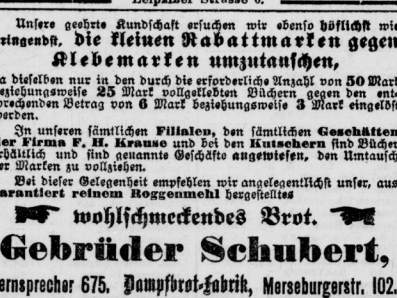 Leipziger Strasse 6.
Unsere geehrte Kundschaft ersuchen wir ebenso höflichst wie
dringendst, die kleinen Rabattmarken gegen
Klebemarken umzutauschen,
da dieselben nur in den durch die erforderliche Anzahl von 50 Mark
beziehungsweise 25 Mark vollgeklebten Büchern gegen den ent-
sprechenden Betrag von 6 Mark beziehungsweise 3 Mark eingelöst
werden.
In unseren sämtlichen Filialen, den sämtlichen Geschäften
der Firma F. H. Krause und bei den Kutschern sind Bücher
erhältlich und sind genannte Geschäfte angewiesen, den Umtausch
der Marken zu vollziehen.
Bei dieser Gelegenheit empfehlen wir angelegentlichst unser, aus
garantiert reinem Roggenmehl hergestelltes
wohlschmeckendes Brot.
Gebrüder Schubert,
Fernsprecher 675. Dampfbrot-Fabrik, Merseburgerstr. 102.